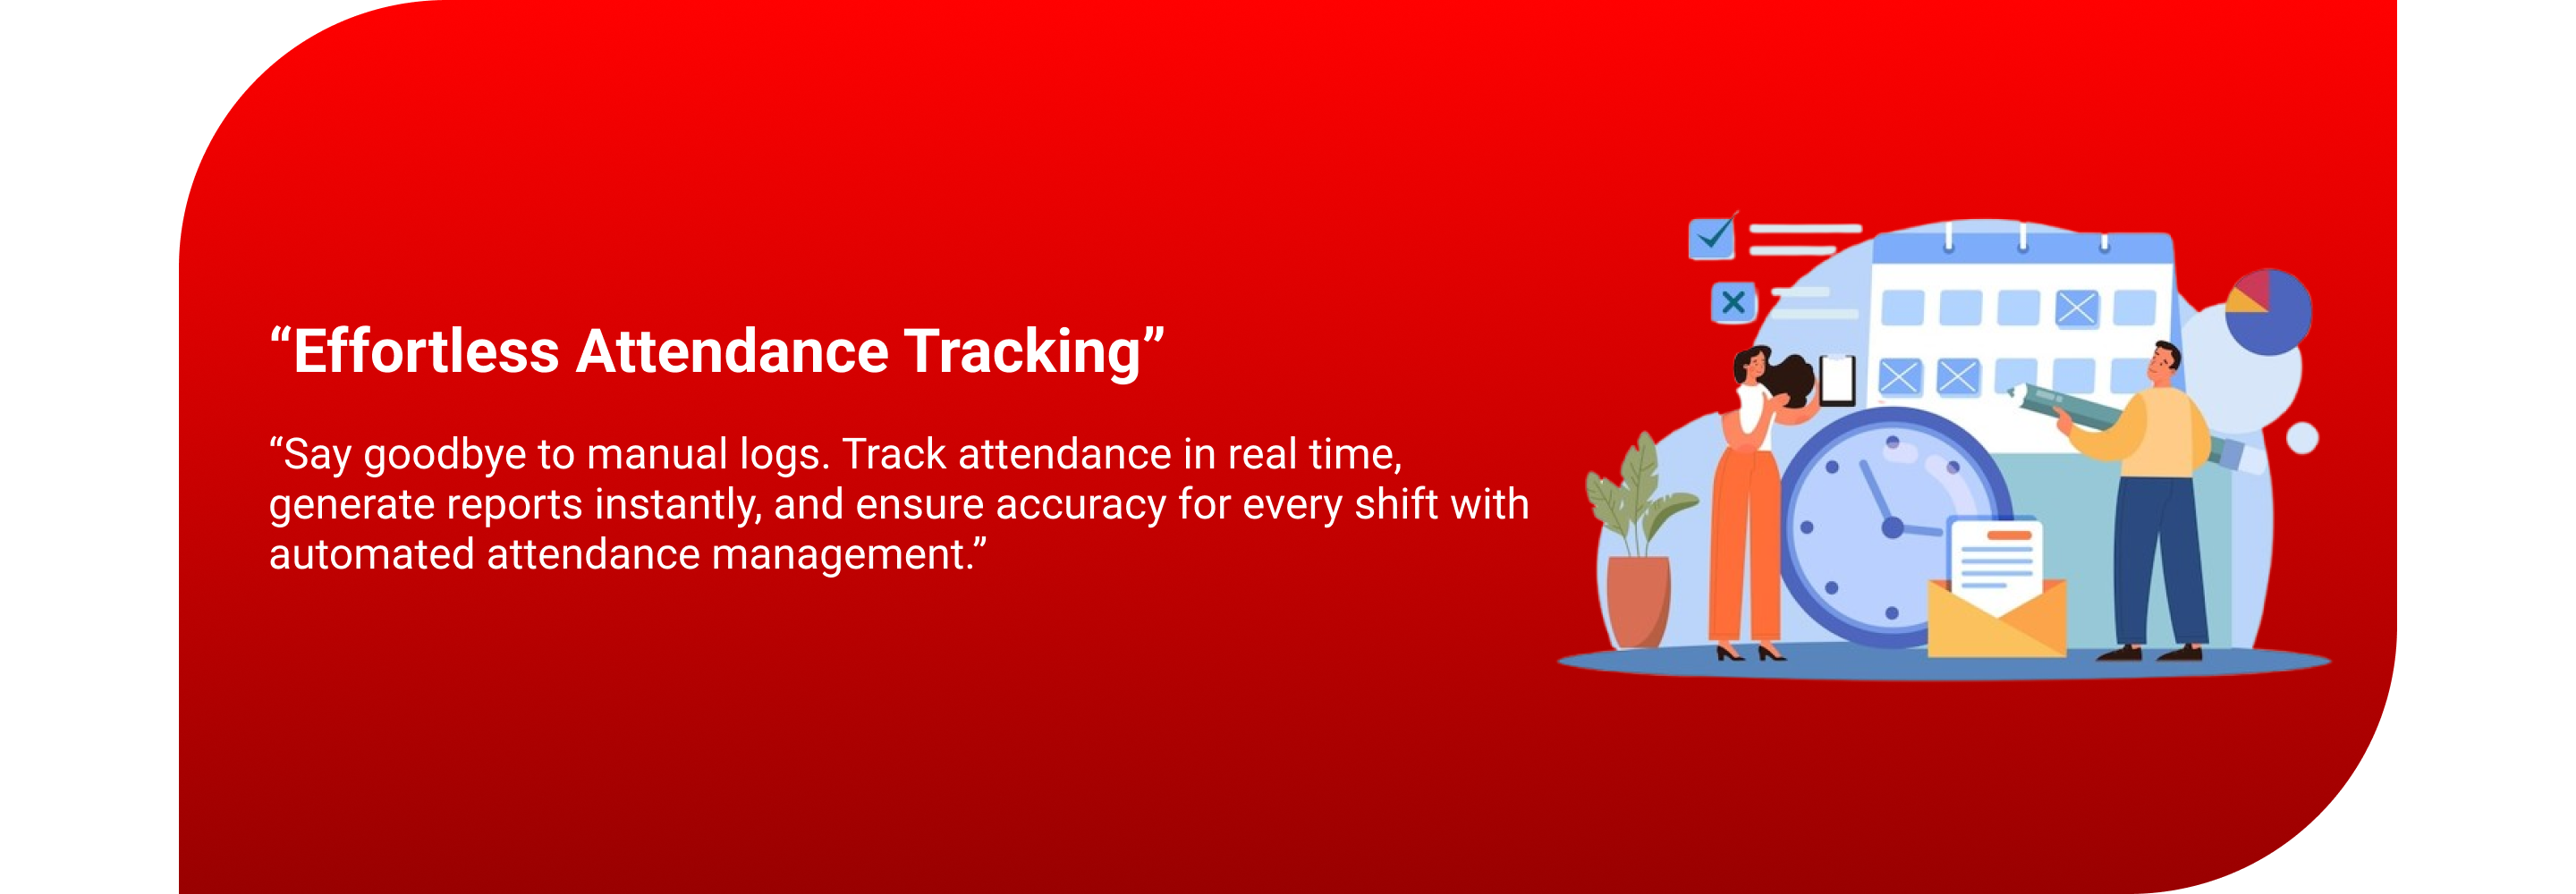 “Effortless Attendance Tracking”
“Say goodbye to manual logs. Track attendance in real time,
generate reports instantly, and ensure accuracy for every shift with
automated attendance management.”